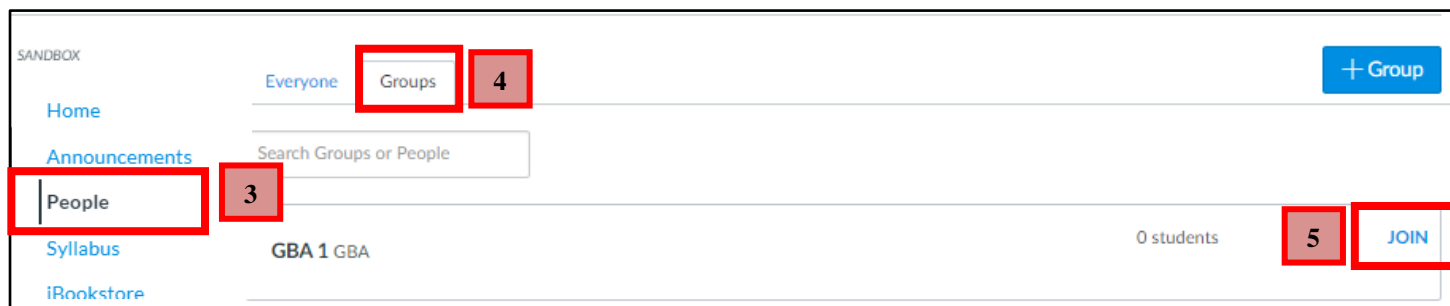 SANDBOX
Home
Announcements
People
3
Syllabus
iBookstore
Everyone
Groups
4
+ Group
Search Groups or People
GBA 1 GBA
0 students
5
JOIN